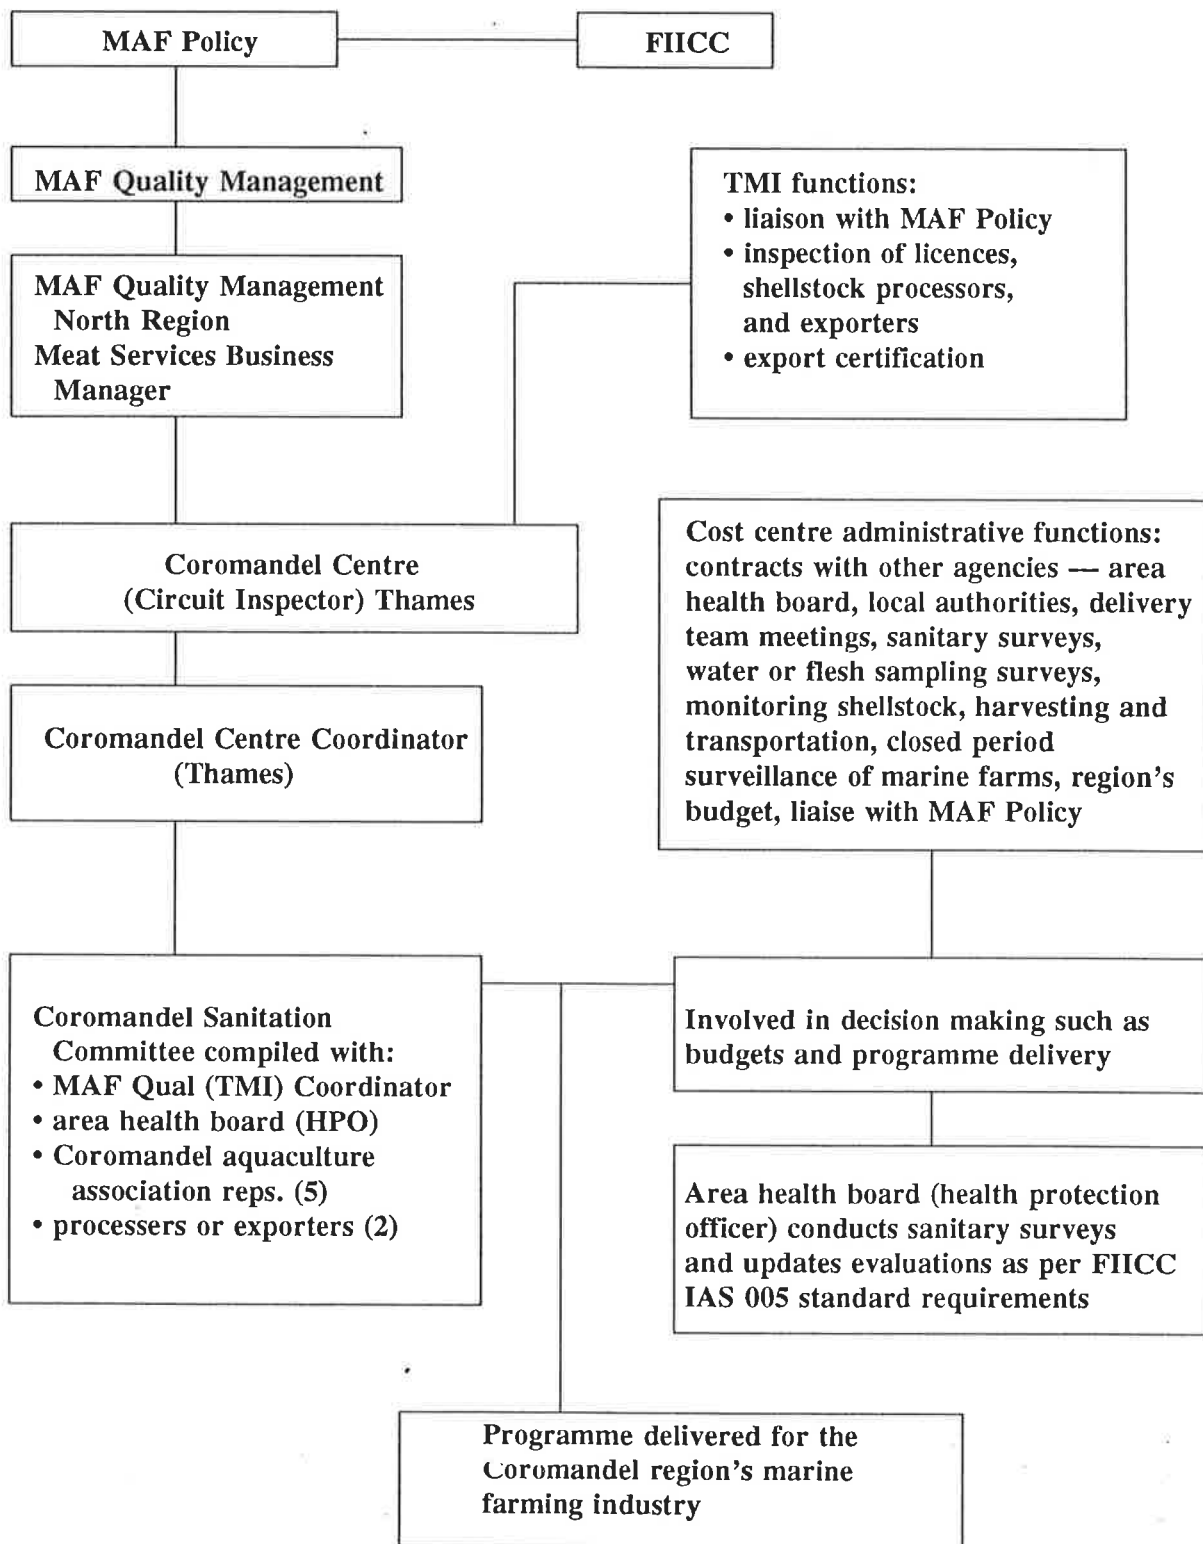 MAF Policy
FIICC
MAF Quality Management
TMI functions:
• liaison with MAF Policy
• inspection of licences,
shellstock processors,
and exporters
• export certification
MAF Quality Management
North Region
Meat Services Business
Manager
Coromandel Centre
(Circuit Inspector) Thames
Cost centre administrative functions:
contracts with other agencies — area
health board, local authorities, delivery
team meetings, sanitary surveys,
water or flesh sampling surveys,
monitoring shellstock, harvesting and
transportation, closed period
surveillance of marine farms, region's
budget, liaise with MAF Policy
Coromandel Centre Coordinator
(Thames)
Coromandel Sanitation
Committee compiled with:
• MAF Qual (TMI) Coordinator
• area health board (HPO)
• Coromandel aquaculture
association reps. (5)
• processers or exporters (2)
Involved in decision making such as
budgets and programme delivery
Area health board (health protection
officer) conducts sanitary surveys
and updates evaluations as per FIICC
IAS 005 standard requirements
Programme delivered for the
Coromandel region's marine
farming industry